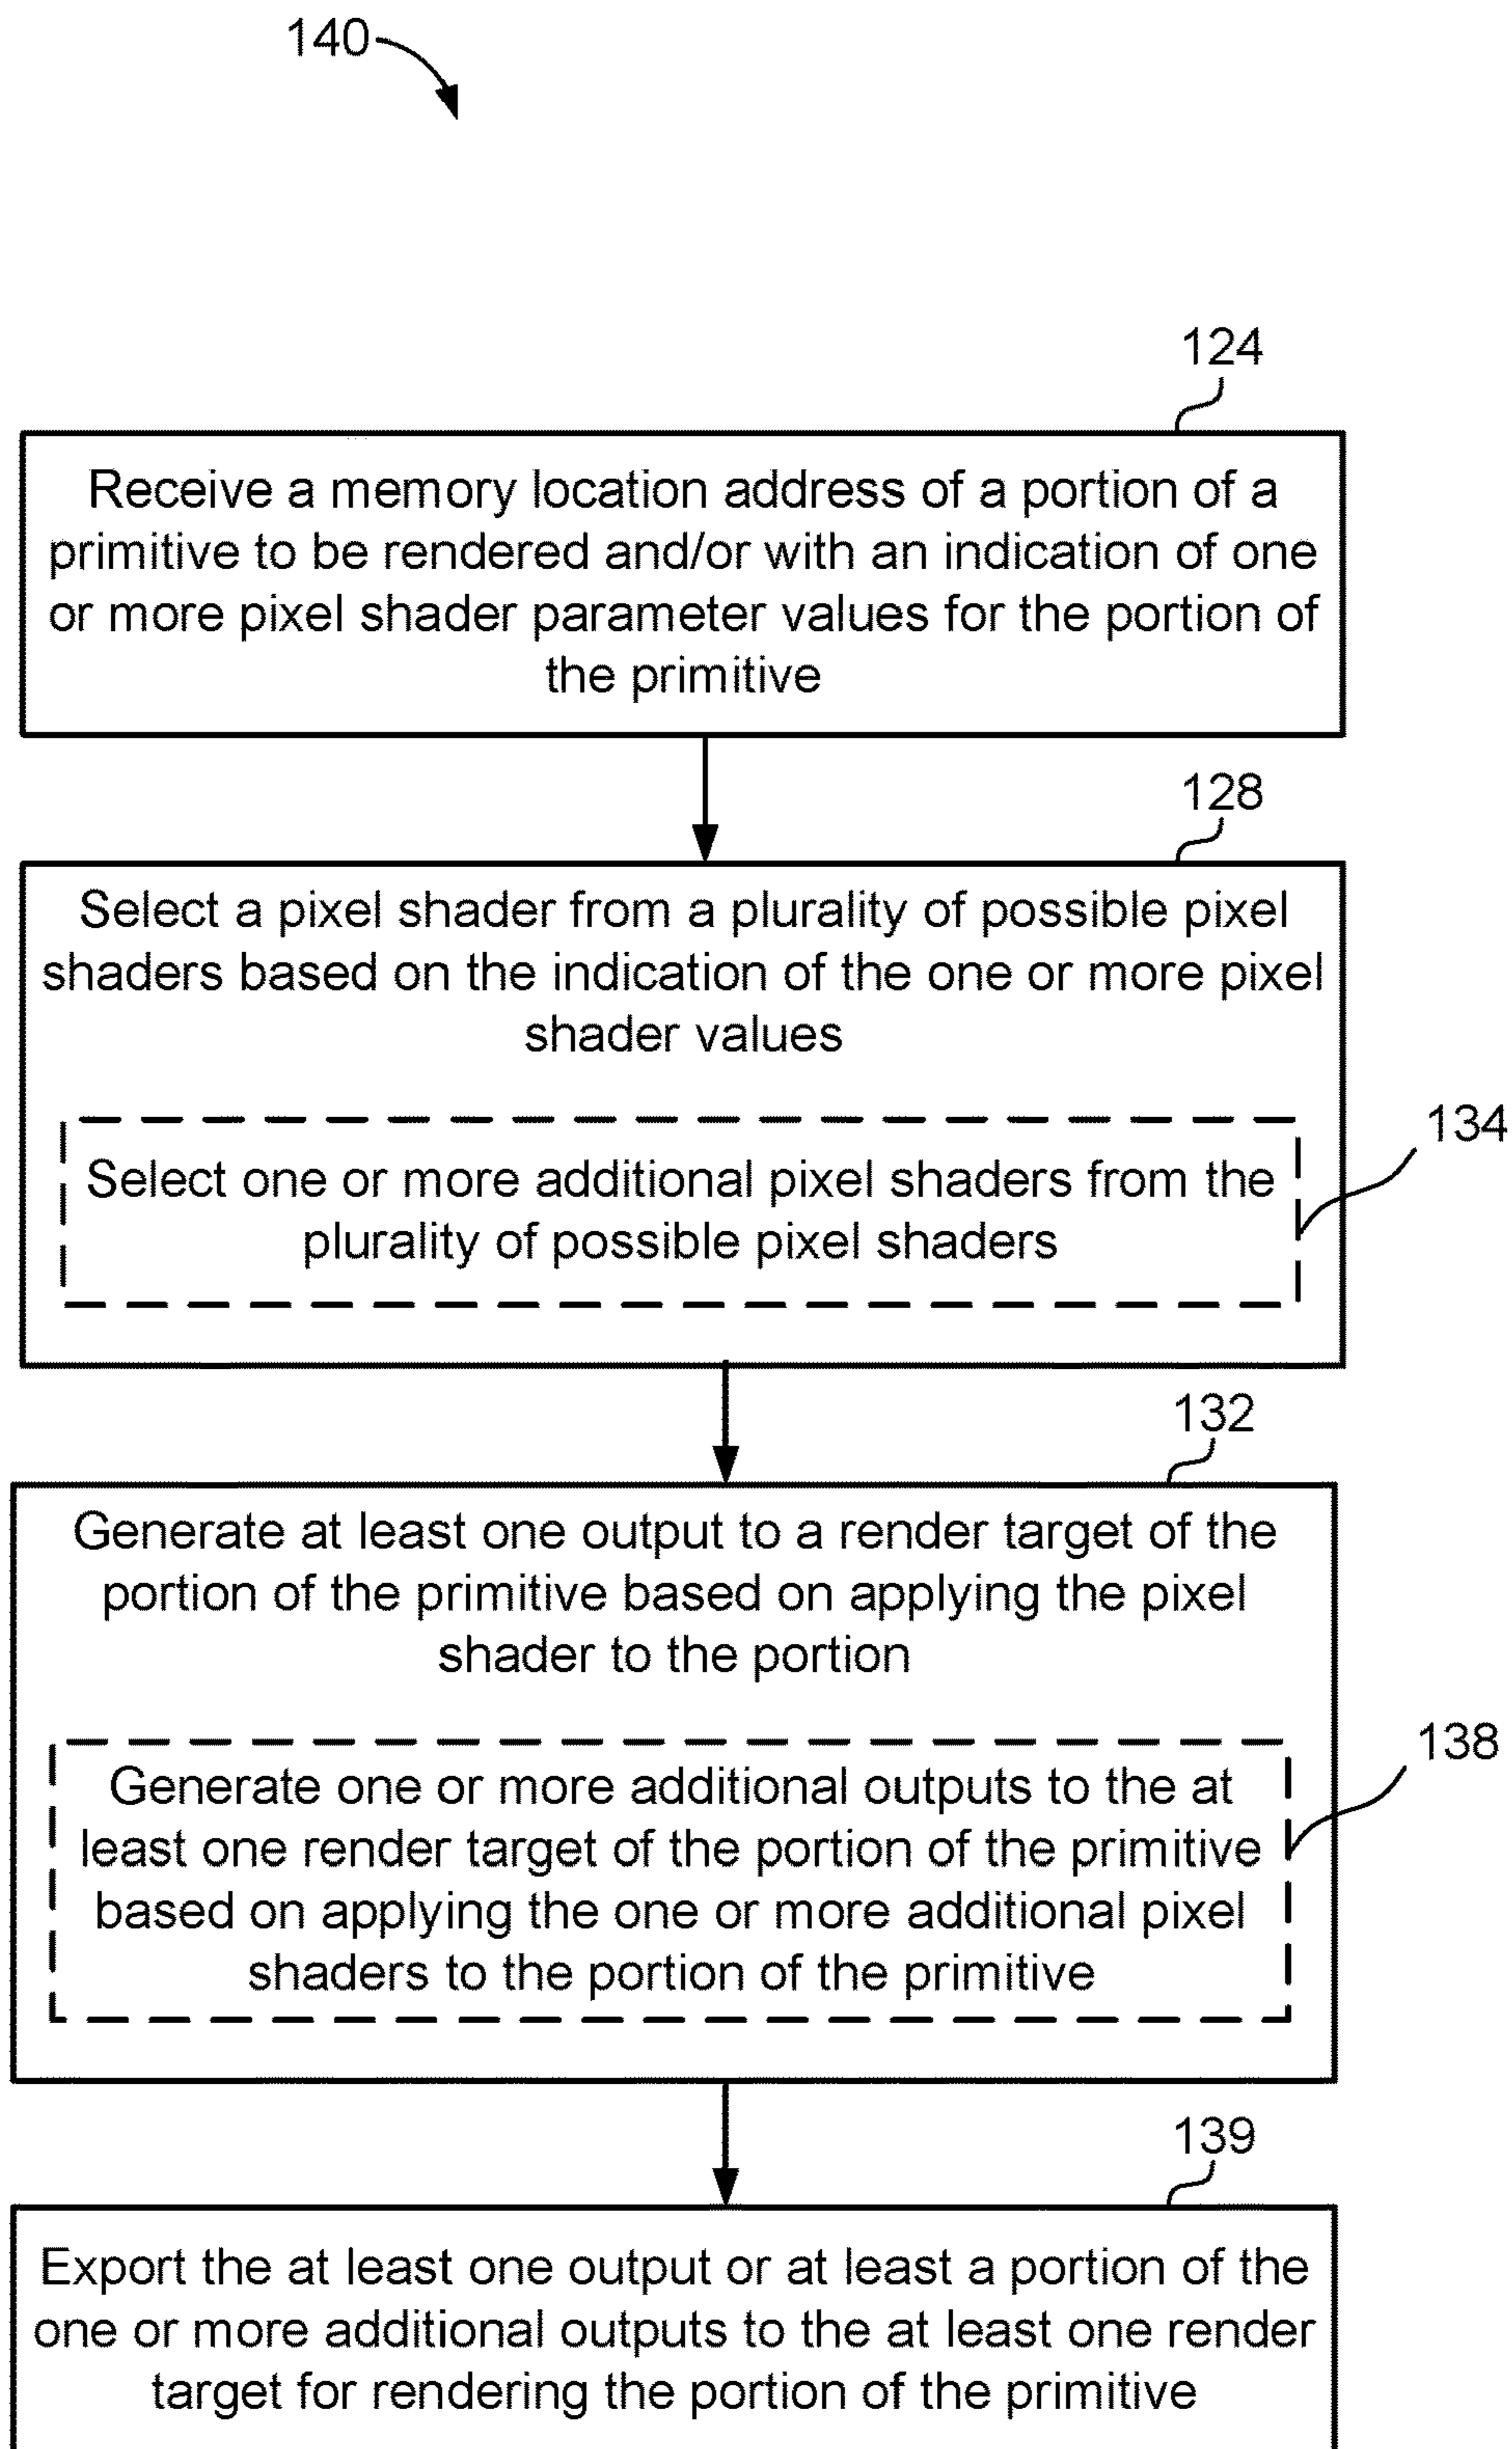 140
124
Receive a memory location address of a portion of a
primitive to be rendered and/or with an indication of one
or more pixel shader parameter values for the portion of
the primitive
128
Select a pixel shader from a plurality of possible pixel
shaders based on the indication of the one or more pixel
shader values
134
Select one or more additional pixel shaders from the
plurality of possible pixel shaders
132
Generate at least one output to a render target of the
portion of the primitive based on applying the pixel
shader to the portion
138
Generate one or more additional outputs to the at
least one render target of the portion of the primitive
based on applying the one or more additional pixel
shaders to the portion of the primitive
139
Export the at least one output or at least a portion of the
one or more additional outputs to the at least one render
target for rendering the portion of the primitive